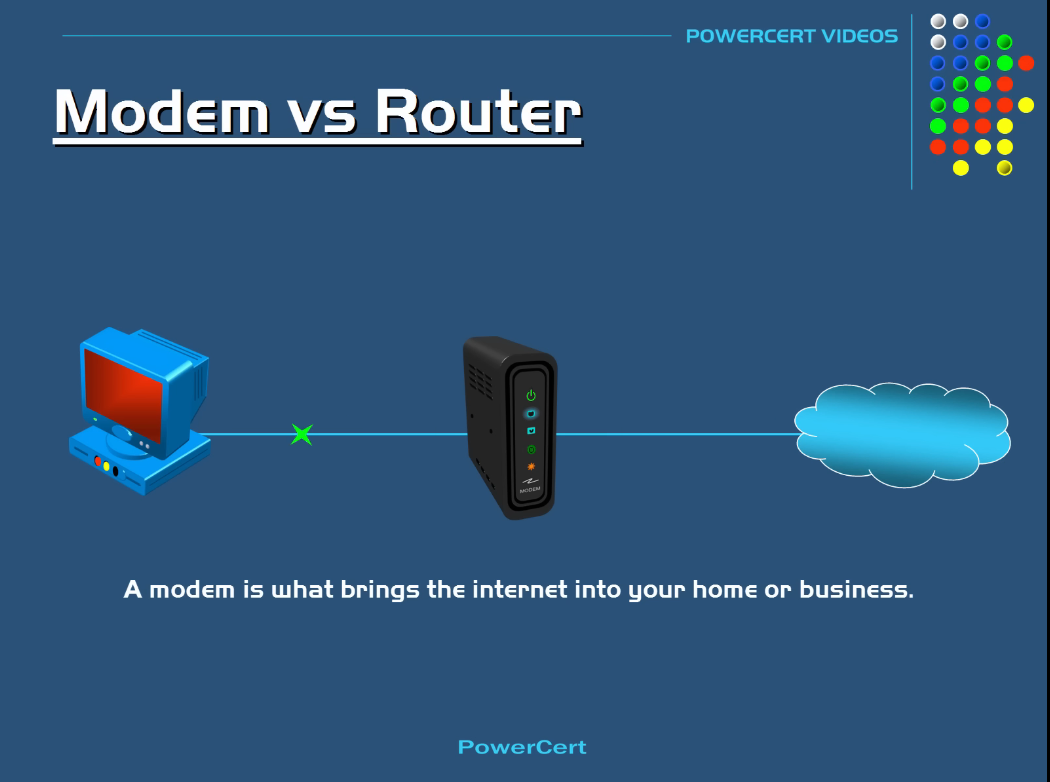 POWERCERT VIDEOS
Modem vs Router
MODEM
A modem is what brings the internet into your home or business.
PowerCert